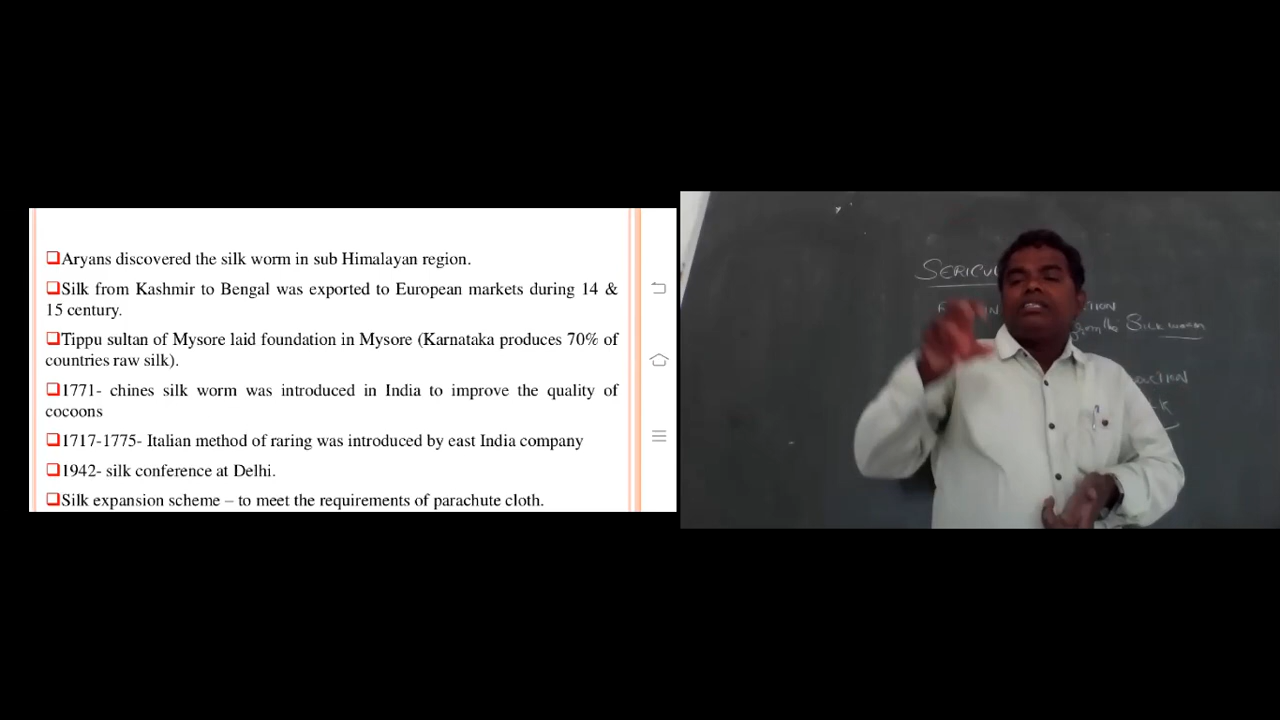 ❑Aryans discovered the silk worm in sub Himalayan region.
❑Silk from Kashmir to Bengal was exported to European markets during 14 &
15 century.
❑Tippu sultan of Mysore laid foundation in Mysore (Karnataka produces 70% of
countries raw silk).
❑1771- chines silk worm was introduced in India to improve the quality of
cocoons
❑1717-1775- Italian method of raring was introduced by east India company
❑1942- silk conference at Delhi.
❑Silk expansion scheme – to meet the requirements of parachute cloth.
SERICU
from the SILK WORM